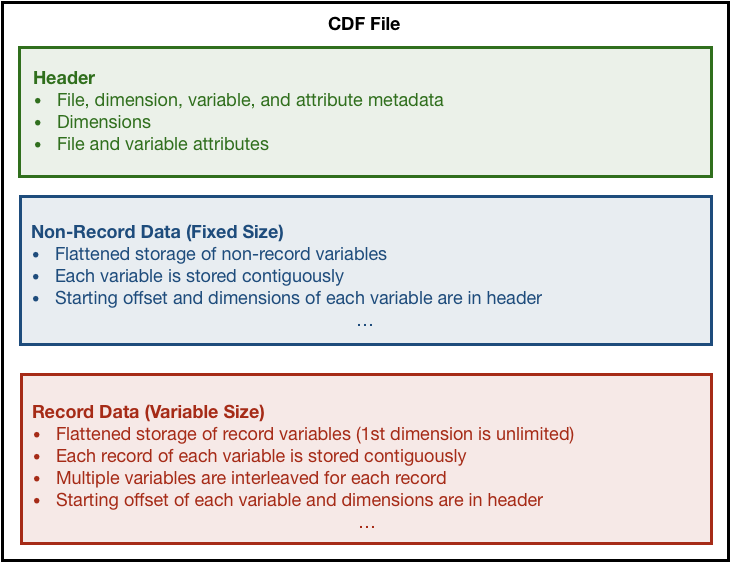 CDF File
Header
• File, dimension, variable, and attribute metadata
• Dimensions
• File and variable attributes
Non-Record Data (Fixed Size)
• Flattened storage of non-record variables
• Each variable is stored contiguously
• Starting offset and dimensions of each variable are in header
...
Record Data (Variable Size)
• Flattened storage of record variables (1st dimension is unlimited)
• Each record of each variable is stored contiguously
• Multiple variables are interleaved for each record
• Starting offset of each variable and dimensions are in header
...